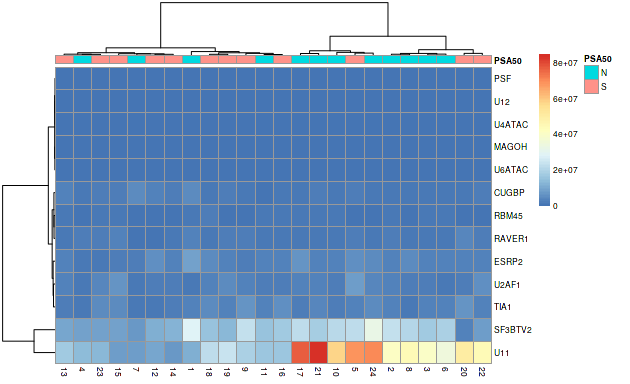 PSA50
PSA50
N
S
8e+07
6e+07
4e+07
2e+07
0
PSF
U12
U4ATAC
MAGOH
U6ATAC
CUGBP
RBM45
RAVER1
ESRP2
U2AF1
TIA1
SF3BTV2
U11
13 4 23 15 7 12 14 1 18 19 9 11 16 17 21 10 5 24 2 8 3 6 20 22